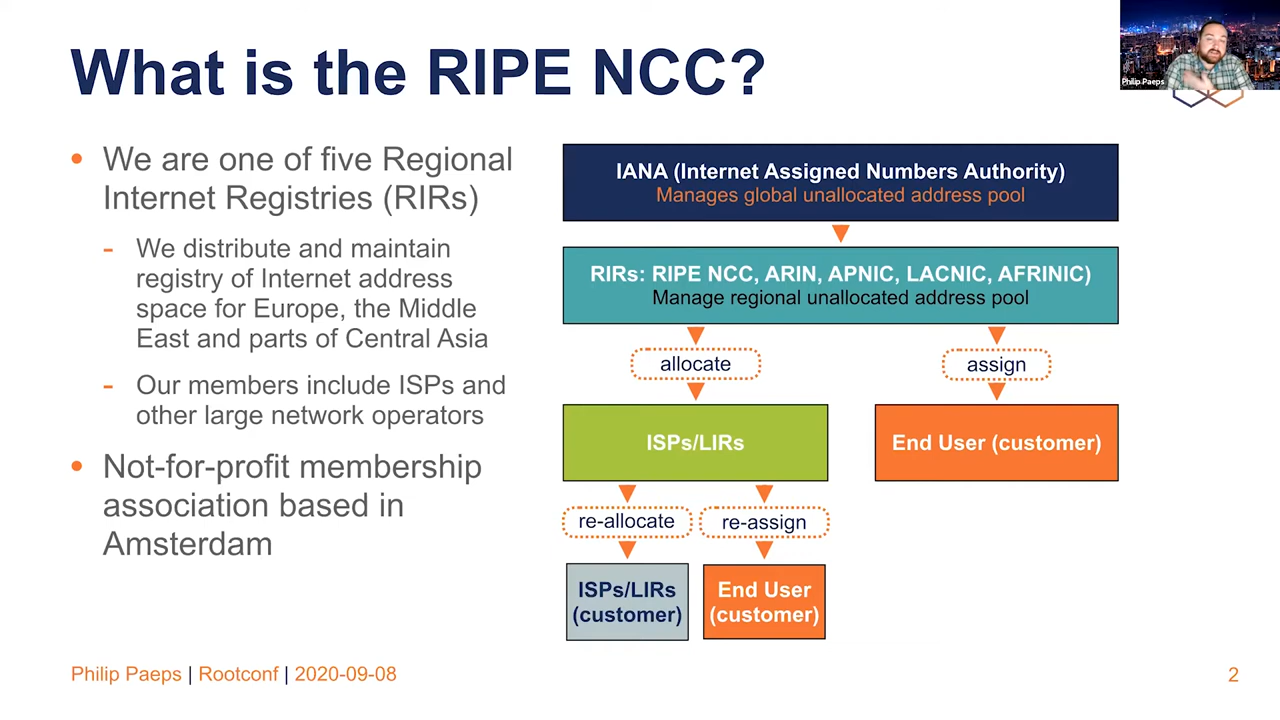 What is the RIPE NCC?
Philip Paeps
• We are one of five Regional
Internet Registries (RIRs)
- We distribute and maintain
registry of Internet address
space for Europe, the Middle
East and parts of Central Asia
- Our members include ISPs and
other large network operators
• Not-for-profit membership
association based in
Amsterdam
IANA (Internet Assigned Numbers Authority)
Manages global unallocated address pool
RIRs: RIPE NCC, ARIN, APNIC, LACNIC, AFRINIC)
Manage regional unallocated address pool
allocate
assign
ISPs/LIRs
End User (customer)
re-allocate
re-assign
ISPs/LIRs
(customer)
End User
(customer)
Philip Paeps | Rootconf | 2020-09-08
2